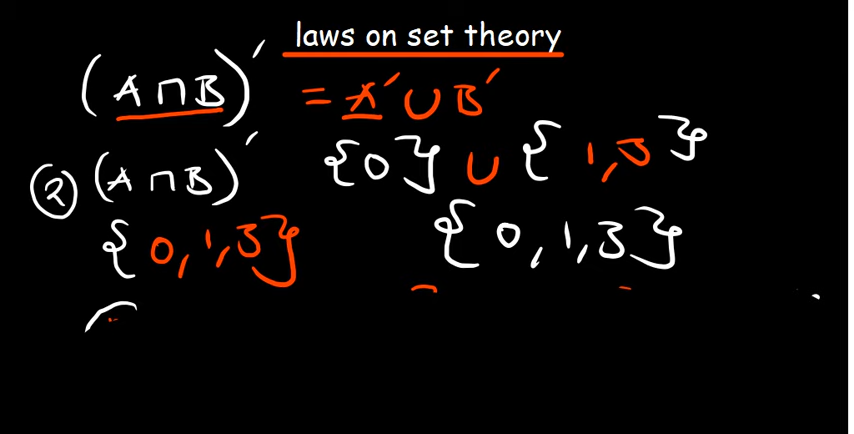 laws on set theory
(A∩B)′ = A′∪B′
{0} ∪ {1,3}
② (A∩B)′
{0,1,3} {0,1,3}